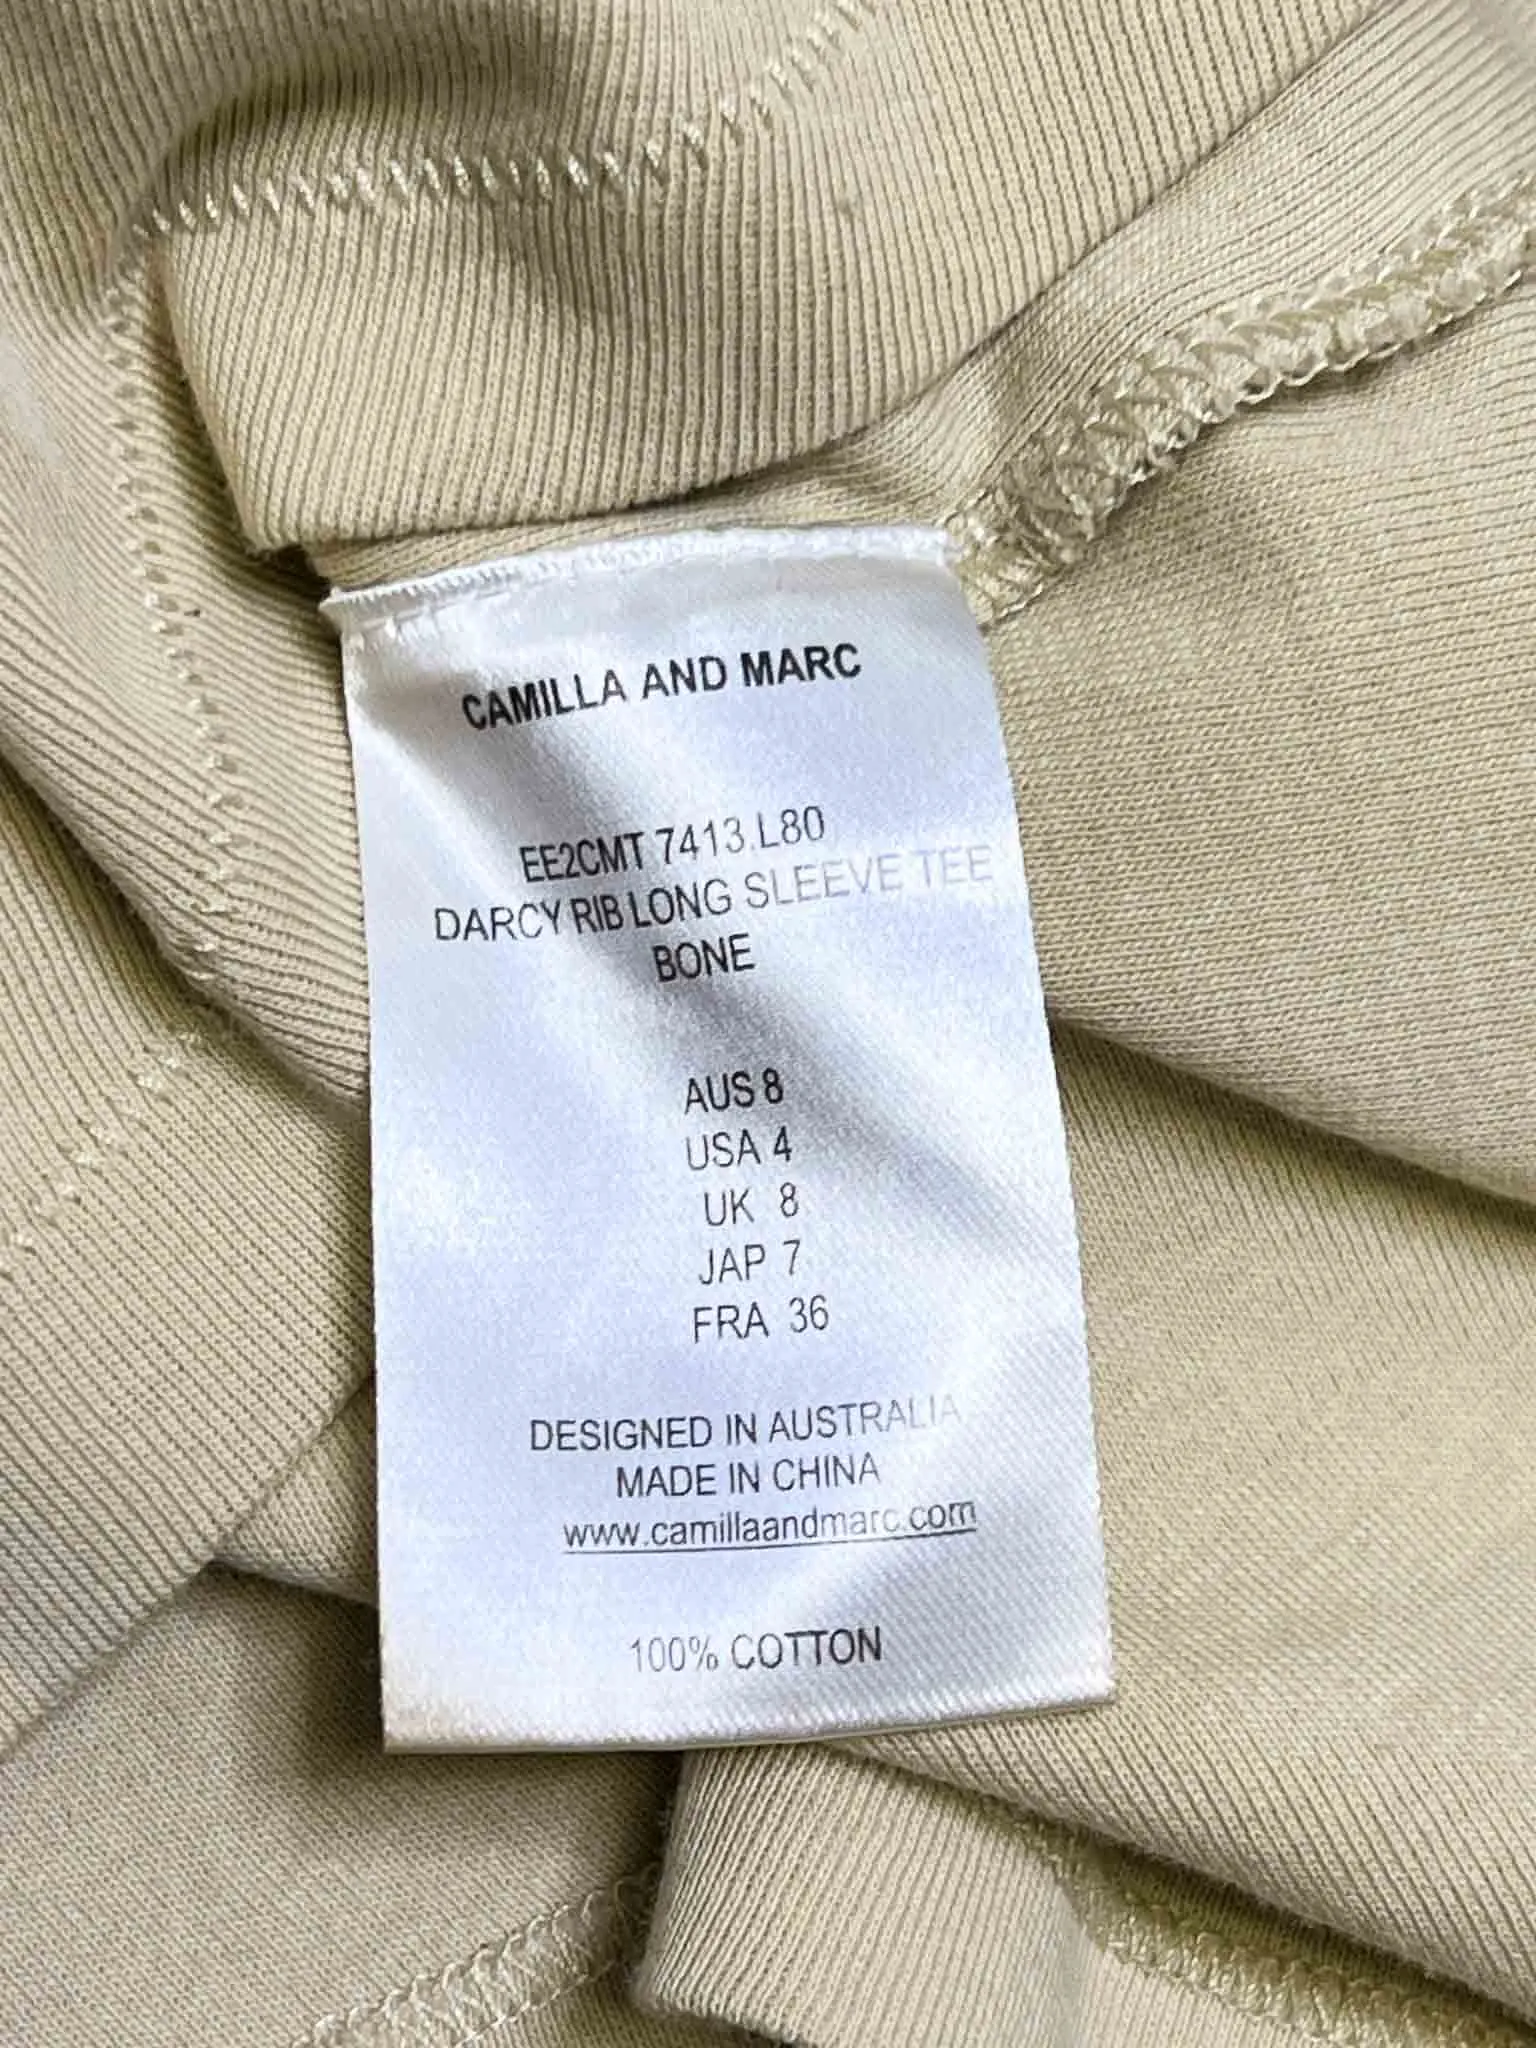 CAMILLA AND MARC
EE2CMT 7413.L80
DARCY RIB LONG SLEEVE TEE
BONE
AUS 8
USA 4
UK 8
JAP 7
FRA 36
DESIGNED IN AUSTRALIA
MADE IN CHINA
www.camillaandmarc.com
100% COTTON